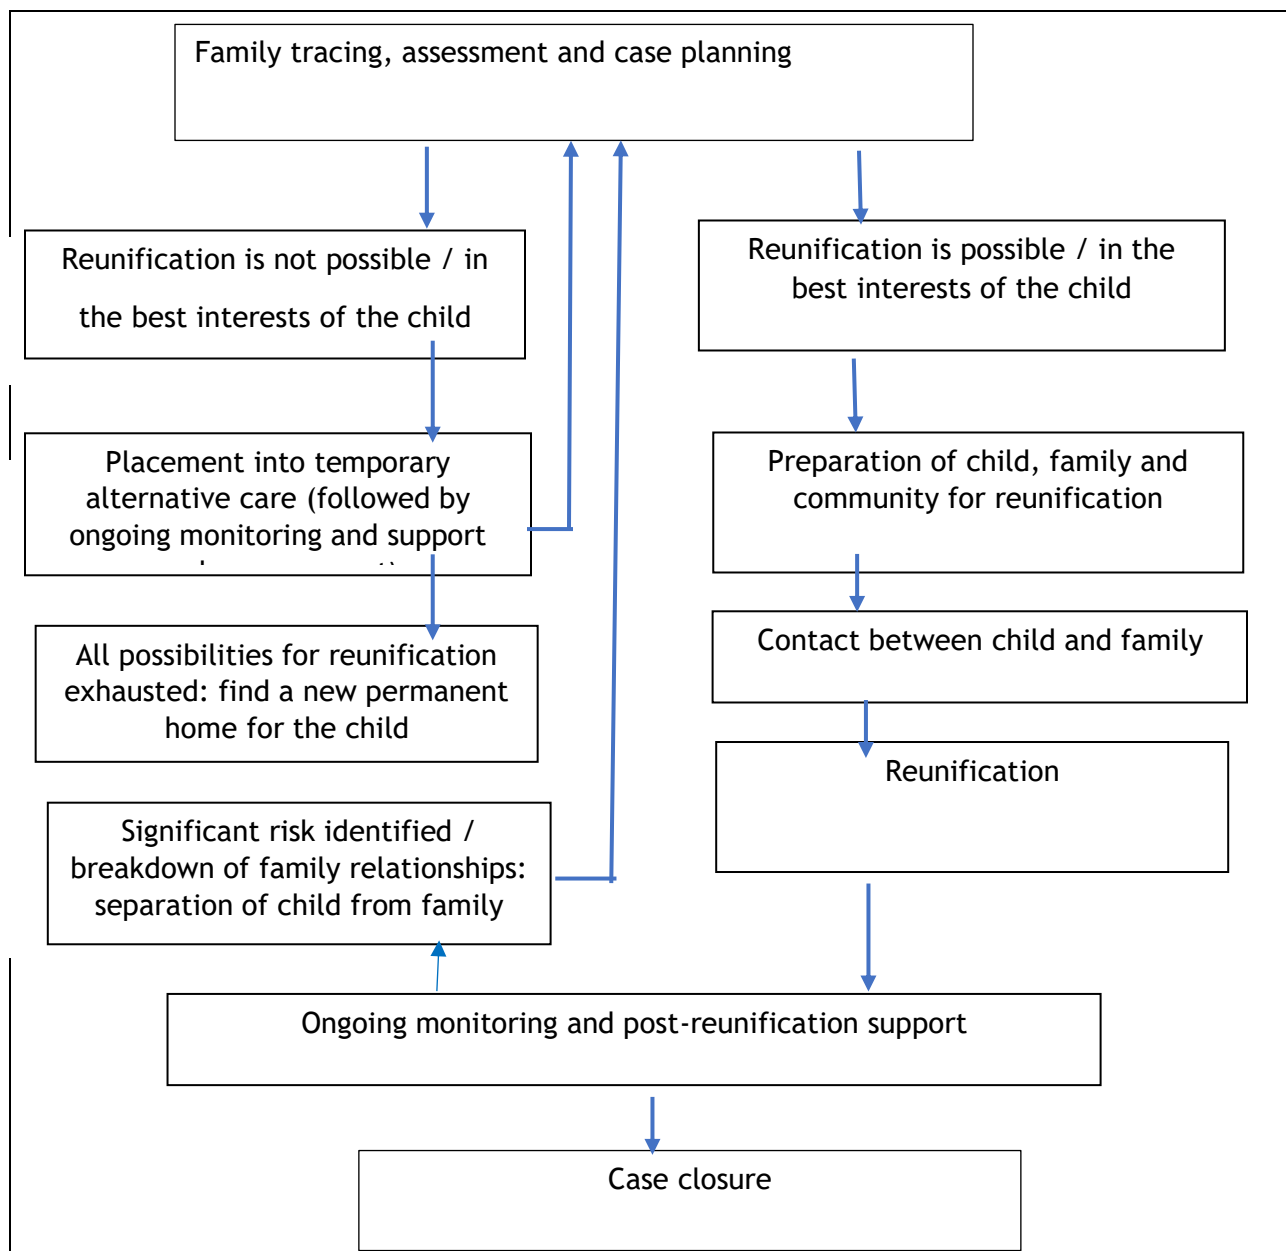 Family tracing, assessment and case planning
Reunification is not possible / in
the best interests of the child
Reunification is possible / in the
best interests of the child
Placement into temporary
alternative care (followed by
ongoing monitoring and support
Preparation of child, family and
community for reunification
All possibilities for reunification
exhausted: find a new permanent
home for the child
Contact between child and family
Reunification
Significant risk identified /
breakdown of family relationships:
separation of child from family
Ongoing monitoring and post-reunification support
Case closure